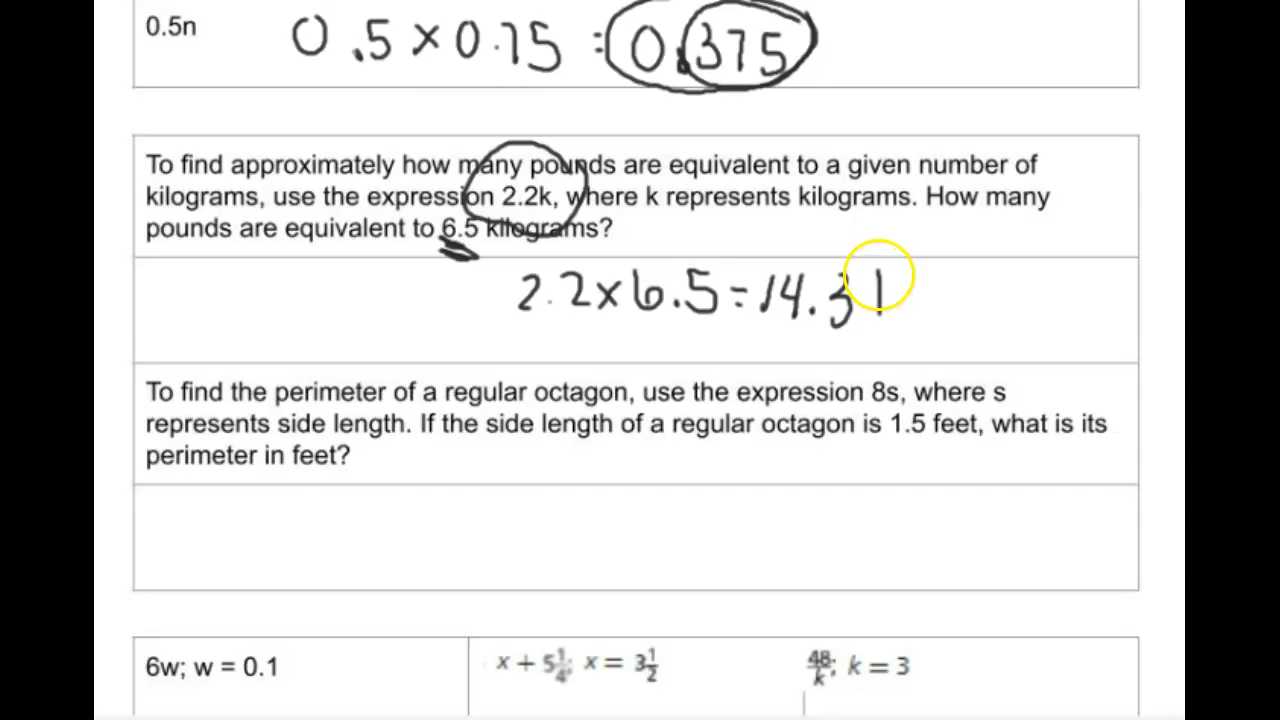 0.5n
0.5 × 0.75 = 0.375
To find approximately how many pounds are equivalent to a given number of
kilograms, use the expression 2.2k, where k represents kilograms. How many
pounds are equivalent to 6.5 kilograms?
2.2 × 6.5 = 14.3 l
To find the perimeter of a regular octagon, use the expression 8s, where s
represents side length. If the side length of a regular octagon is 1.5 feet, what is its
perimeter in feet?
6w; w = 0.1
x + 5 1/4; x = 3 1/2
48/k; k = 3